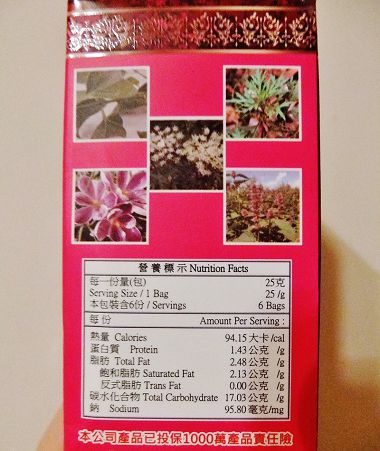 營養標示 Nutrition Facts
每一份量(包) 25克
Serving Size / 1 Bag 25 /g
本包裝含6份 / Servings 6 Bags
每份 Amount Per Serving :
熱量 Calories 94.15 大卡 /cal
蛋白質 Protein 1.43 公克 /g
脂肪 Total Fat 2.48 公克 /g
飽和脂肪 Saturated Fat 2.13 公克 /g
反式脂肪 Trans Fat 0.00 公克 /g
碳水化合物 Total Carbohydrate 17.03 公克 /g
鈉 Sodium 95.80 毫克/mg
本公司產品已投保1000萬產品責任險